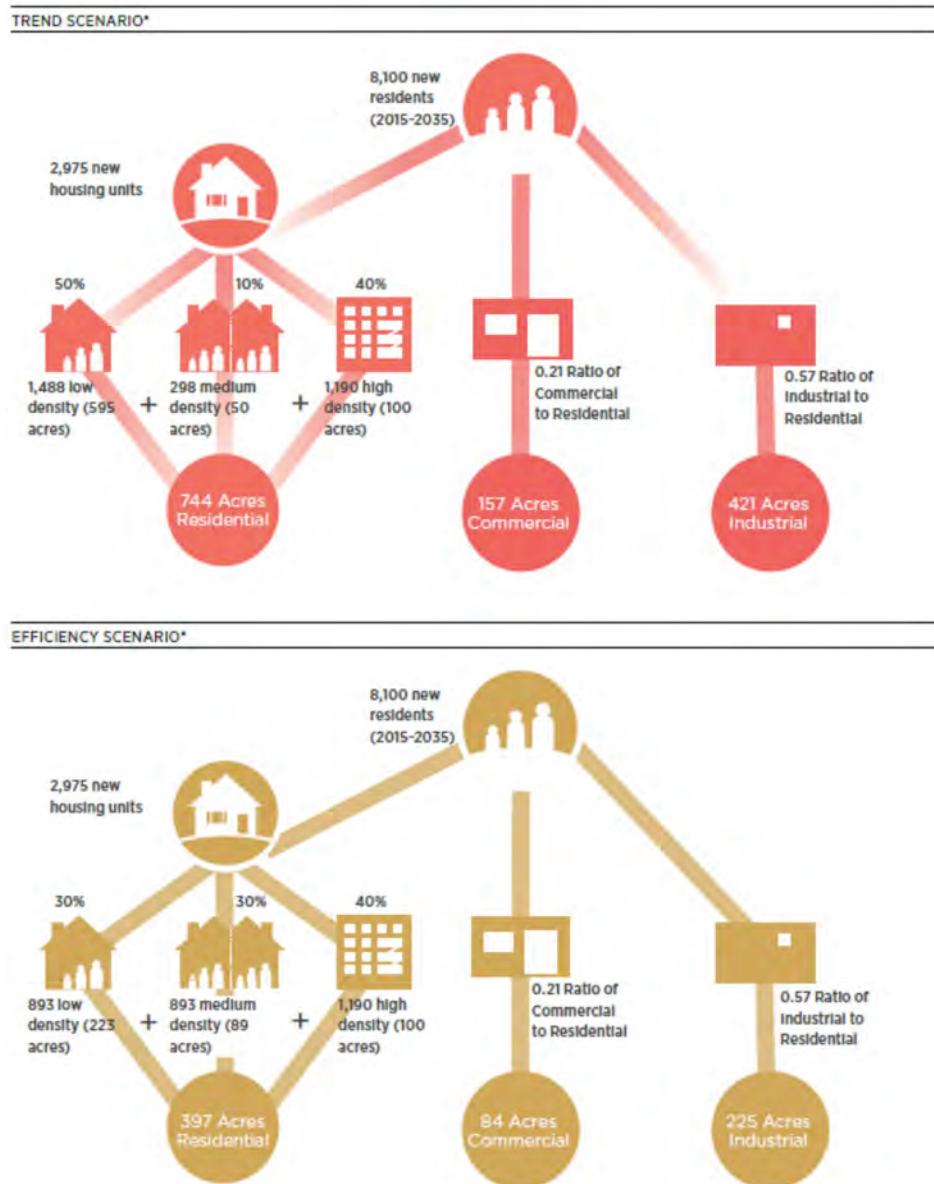 TREND SCENARIO*
8,100 new
residents
(2015-2035)
2,975 new
housing units
50%
10%
40%
1,488 low
density (595
acres)
+
298 medium
density (50
acres)
+
1,190 high
density (100
acres)
0.21 Ratio of
Commercial
to Residential
0.57 Ratio of
Industrial to
Residential
744 Acres
Residential
157 Acres
Commercial
421 Acres
Industrial
EFFICIENCY SCENARIO*
8,100 new
residents
(2015-2035)
2,975 new
housing units
30%
30%
40%
893 low
density (223
acres)
+
893 medium
density (89
acres)
+
1,190 high
density (100
acres)
0.21 Ratio of
Commercial
to Residential
0.57 Ratio of
Industrial to
Residential
397 Acres
Residential
84 Acres
Commercial
225 Acres
Industrial